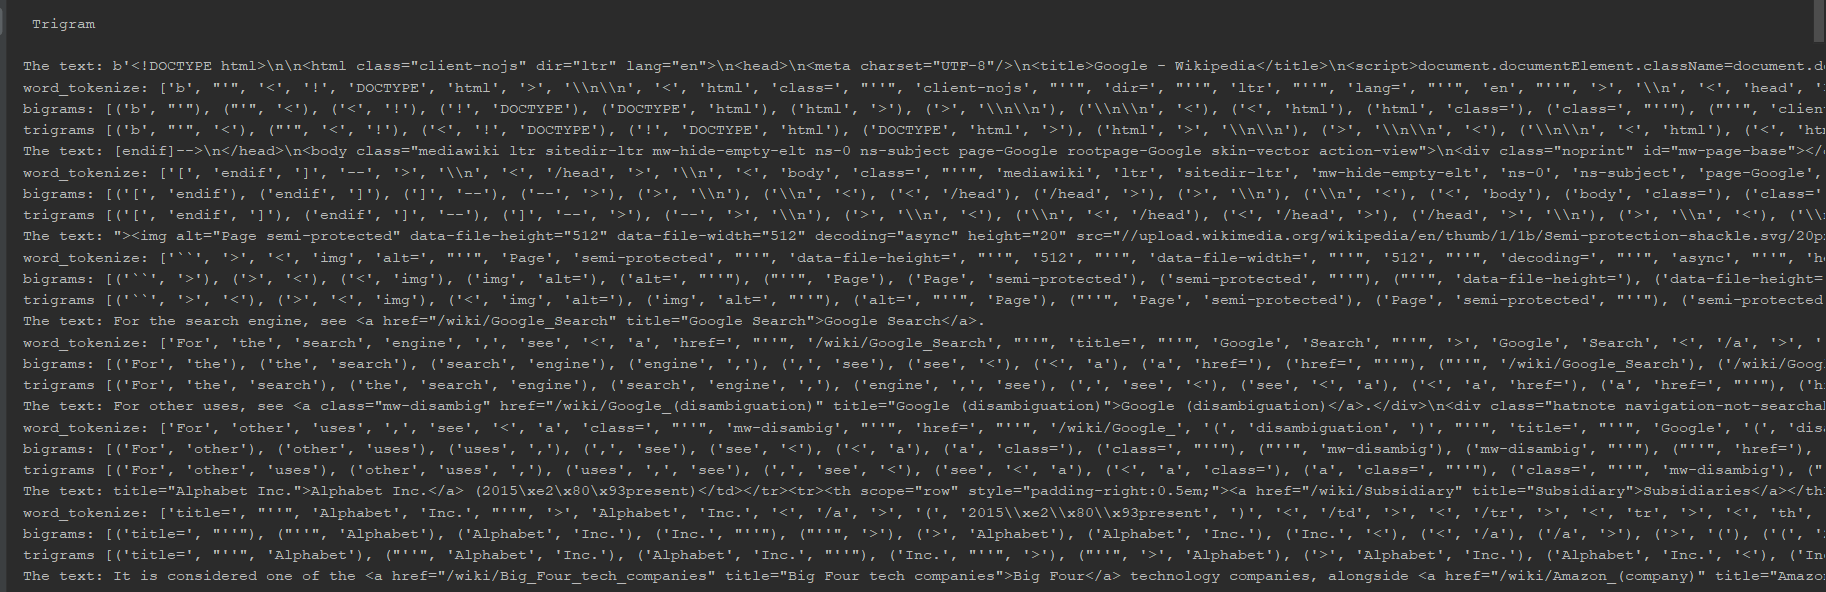 Trigram
The text: b'<!DOCTYPE html>\n\n<html class="client-nojs" dir="ltr" lang="en">\n<head>\n<meta charset="UTF-8"/>\n<title>Google - Wikipedia</title>\n<script>document.documentElement.className=document.do
word_tokenize: ['b', "'", '<', '!', 'DOCTYPE', 'html', '>', '\\n\\n', '<', 'html', 'class=', "''", 'client-nojs', "''", 'dir=', "''", 'ltr', "''", 'lang=', "''", 'en', "''", '>', '\\n', '<', 'head', '>
bigrams: [('b', "'"), ("'", '<'), ('<', '!'), ('!', 'DOCTYPE'), ('DOCTYPE', 'html'), ('html', '>'), ('>', '\\n\\n'), ('\\n\\n', '<'), ('<', 'html'), ('html', 'class='), ('class=', "''"), ("''", 'client
trigrams [('b', "'", '<'), ("'", '<', '!'), ('<', '!', 'DOCTYPE'), ('!', 'DOCTYPE', 'html'), ('DOCTYPE', 'html', '>'), ('html', '>', '\\n\\n'), ('>', '\\n\\n', '<'), ('\\n\\n', '<', 'html'), ('<', 'htm
The text: [endif]-->\n</head>\n<body class="mediawiki ltr sitedir-ltr mw-hide-empty-elt ns-0 ns-subject page-Google rootpage-Google skin-vector action-view">\n<div class="noprint" id="mw-page-base"></
word_tokenize: ['[', 'endif', ']', '--', '>', '\\n', '<', '/head', '>', '\\n', '<', 'body', 'class=', "''", 'mediawiki', 'ltr', 'sitedir-ltr', 'mw-hide-empty-elt', 'ns-0', 'ns-subject', 'page-Google',
bigrams: [('[', 'endif'), ('endif', ']'), (']', '--'), ('--', '>'), ('>', '\\n'), ('\\n', '<'), ('<', '/head'), ('/head', '>'), ('>', '\\n'), ('\\n', '<'), ('<', 'body'), ('body', 'class='), ('class='
trigrams [('[', 'endif', ']'), ('endif', ']', '--'), (']', '--', '>'), ('--', '>', '\\n'), ('>', '\\n', '<'), ('\\n', '<', '/head'), ('<', '/head', '>'), ('/head', '>', '\\n'), ('>', '\\n', '<'), ('\\
The text: "><img alt="Page semi-protected" data-file-height="512" data-file-width="512" decoding="async" height="20" src="//upload.wikimedia.org/wikipedia/en/thumb/1/1b/Semi-protection-shackle.svg/20p
word_tokenize: ['``', '>', '<', 'img', 'alt=', "''", 'Page', 'semi-protected', "''", 'data-file-height=', "''", '512', "''", 'data-file-width=', "''", '512', "''", 'decoding=', "''", 'async', "''", 'he
bigrams: [('``', '>'), ('>', '<'), ('<', 'img'), ('img', 'alt='), ('alt=', "''"), ("''", 'Page'), ('Page', 'semi-protected'), ('semi-protected', "''"), ("''", 'data-file-height='), ('data-file-height=
trigrams [('``', '>', '<'), ('>', '<', 'img'), ('<', 'img', 'alt='), ('img', 'alt=', "''"), ('alt=', "''", 'Page'), ("''", 'Page', 'semi-protected'), ('Page', 'semi-protected', "''"), ('semi-protected
The text: For the search engine, see <a href="/wiki/Google_Search" title="Google Search">Google Search</a>.
word_tokenize: ['For', 'the', 'search', 'engine', ',', 'see', '<', 'a', 'href=', "''", '/wiki/Google_Search', "''", 'title=', "''", 'Google', 'Search', "''", '>', 'Google', 'Search', '<', '/a', '>', '
bigrams: [('For', 'the'), ('the', 'search'), ('search', 'engine'), ('engine', ','), (',', 'see'), ('see', '<'), ('<', 'a'), ('a', 'href='), ('href=', "''"), ("''", '/wiki/Google_Search'), ('/wiki/Goog
trigrams [('For', 'the', 'search'), ('the', 'search', 'engine'), ('search', 'engine', ','), ('engine', ',', 'see'), (',', 'see', '<'), ('see', '<', 'a'), ('<', 'a', 'href='), ('a', 'href=', "''"), ('h
The text: For other uses, see <a class="mw-disambig" href="/wiki/Google_(disambiguation)" title="Google (disambiguation)">Google (disambiguation)</a>.</div>\n<div class="hatnote navigation-not-searcha
word_tokenize: ['For', 'other', 'uses', ',', 'see', '<', 'a', 'class=', "''", 'mw-disambig', "''", 'href=', "''", '/wiki/Google_', '(', 'disambiguation', ')', "''", 'title=', "''", 'Google', '(', 'dis
bigrams: [('For', 'other'), ('other', 'uses'), ('uses', ','), (',', 'see'), ('see', '<'), ('<', 'a'), ('a', 'class='), ('class=', "''"), ("''", 'mw-disambig'), ('mw-disambig', "''"), ("''", 'href='),
trigrams [('For', 'other', 'uses'), ('other', 'uses', ','), ('uses', ',', 'see'), (',', 'see', '<'), ('see', '<', 'a'), ('<', 'a', 'class='), ('a', 'class=', "''"), ('class=', "''", 'mw-disambig'), ("
The text: title="Alphabet Inc.">Alphabet Inc.</a> (2015\xe2\x80\x93present)</td></tr><tr><th scope="row" style="padding-right:0.5em;"><a href="/wiki/Subsidiary" title="Subsidiary">Subsidiaries</a></th
word_tokenize: ['title=', "''", 'Alphabet', 'Inc.', "''", '>', 'Alphabet', 'Inc.', '<', '/a', '>', '(', '2015\\xe2\\x80\\x93present', ')', '<', '/td', '>', '<', '/tr', '>', '<', 'tr', '>', '<', 'th',
bigrams: [('title=', "''"), ("''", 'Alphabet'), ('Alphabet', 'Inc.'), ('Inc.', "''"), ("''", '>'), ('>', 'Alphabet'), ('Alphabet', 'Inc.'), ('Inc.', '<'), ('<', '/a'), ('/a', '>'), ('>', '('), ('(', '
trigrams [('title=', "''", 'Alphabet'), ("''", 'Alphabet', 'Inc.'), ('Alphabet', 'Inc.', "''"), ('Inc.', "''", '>'), ("''", '>', 'Alphabet'), ('>', 'Alphabet', 'Inc.'), ('Alphabet', 'Inc.', '<'), ('In
The text: It is considered one of the <a href="/wiki/Big_Four_tech_companies" title="Big Four tech companies">Big Four</a> technology companies, alongside <a href="/wiki/Amazon_(company)" title="Amazo